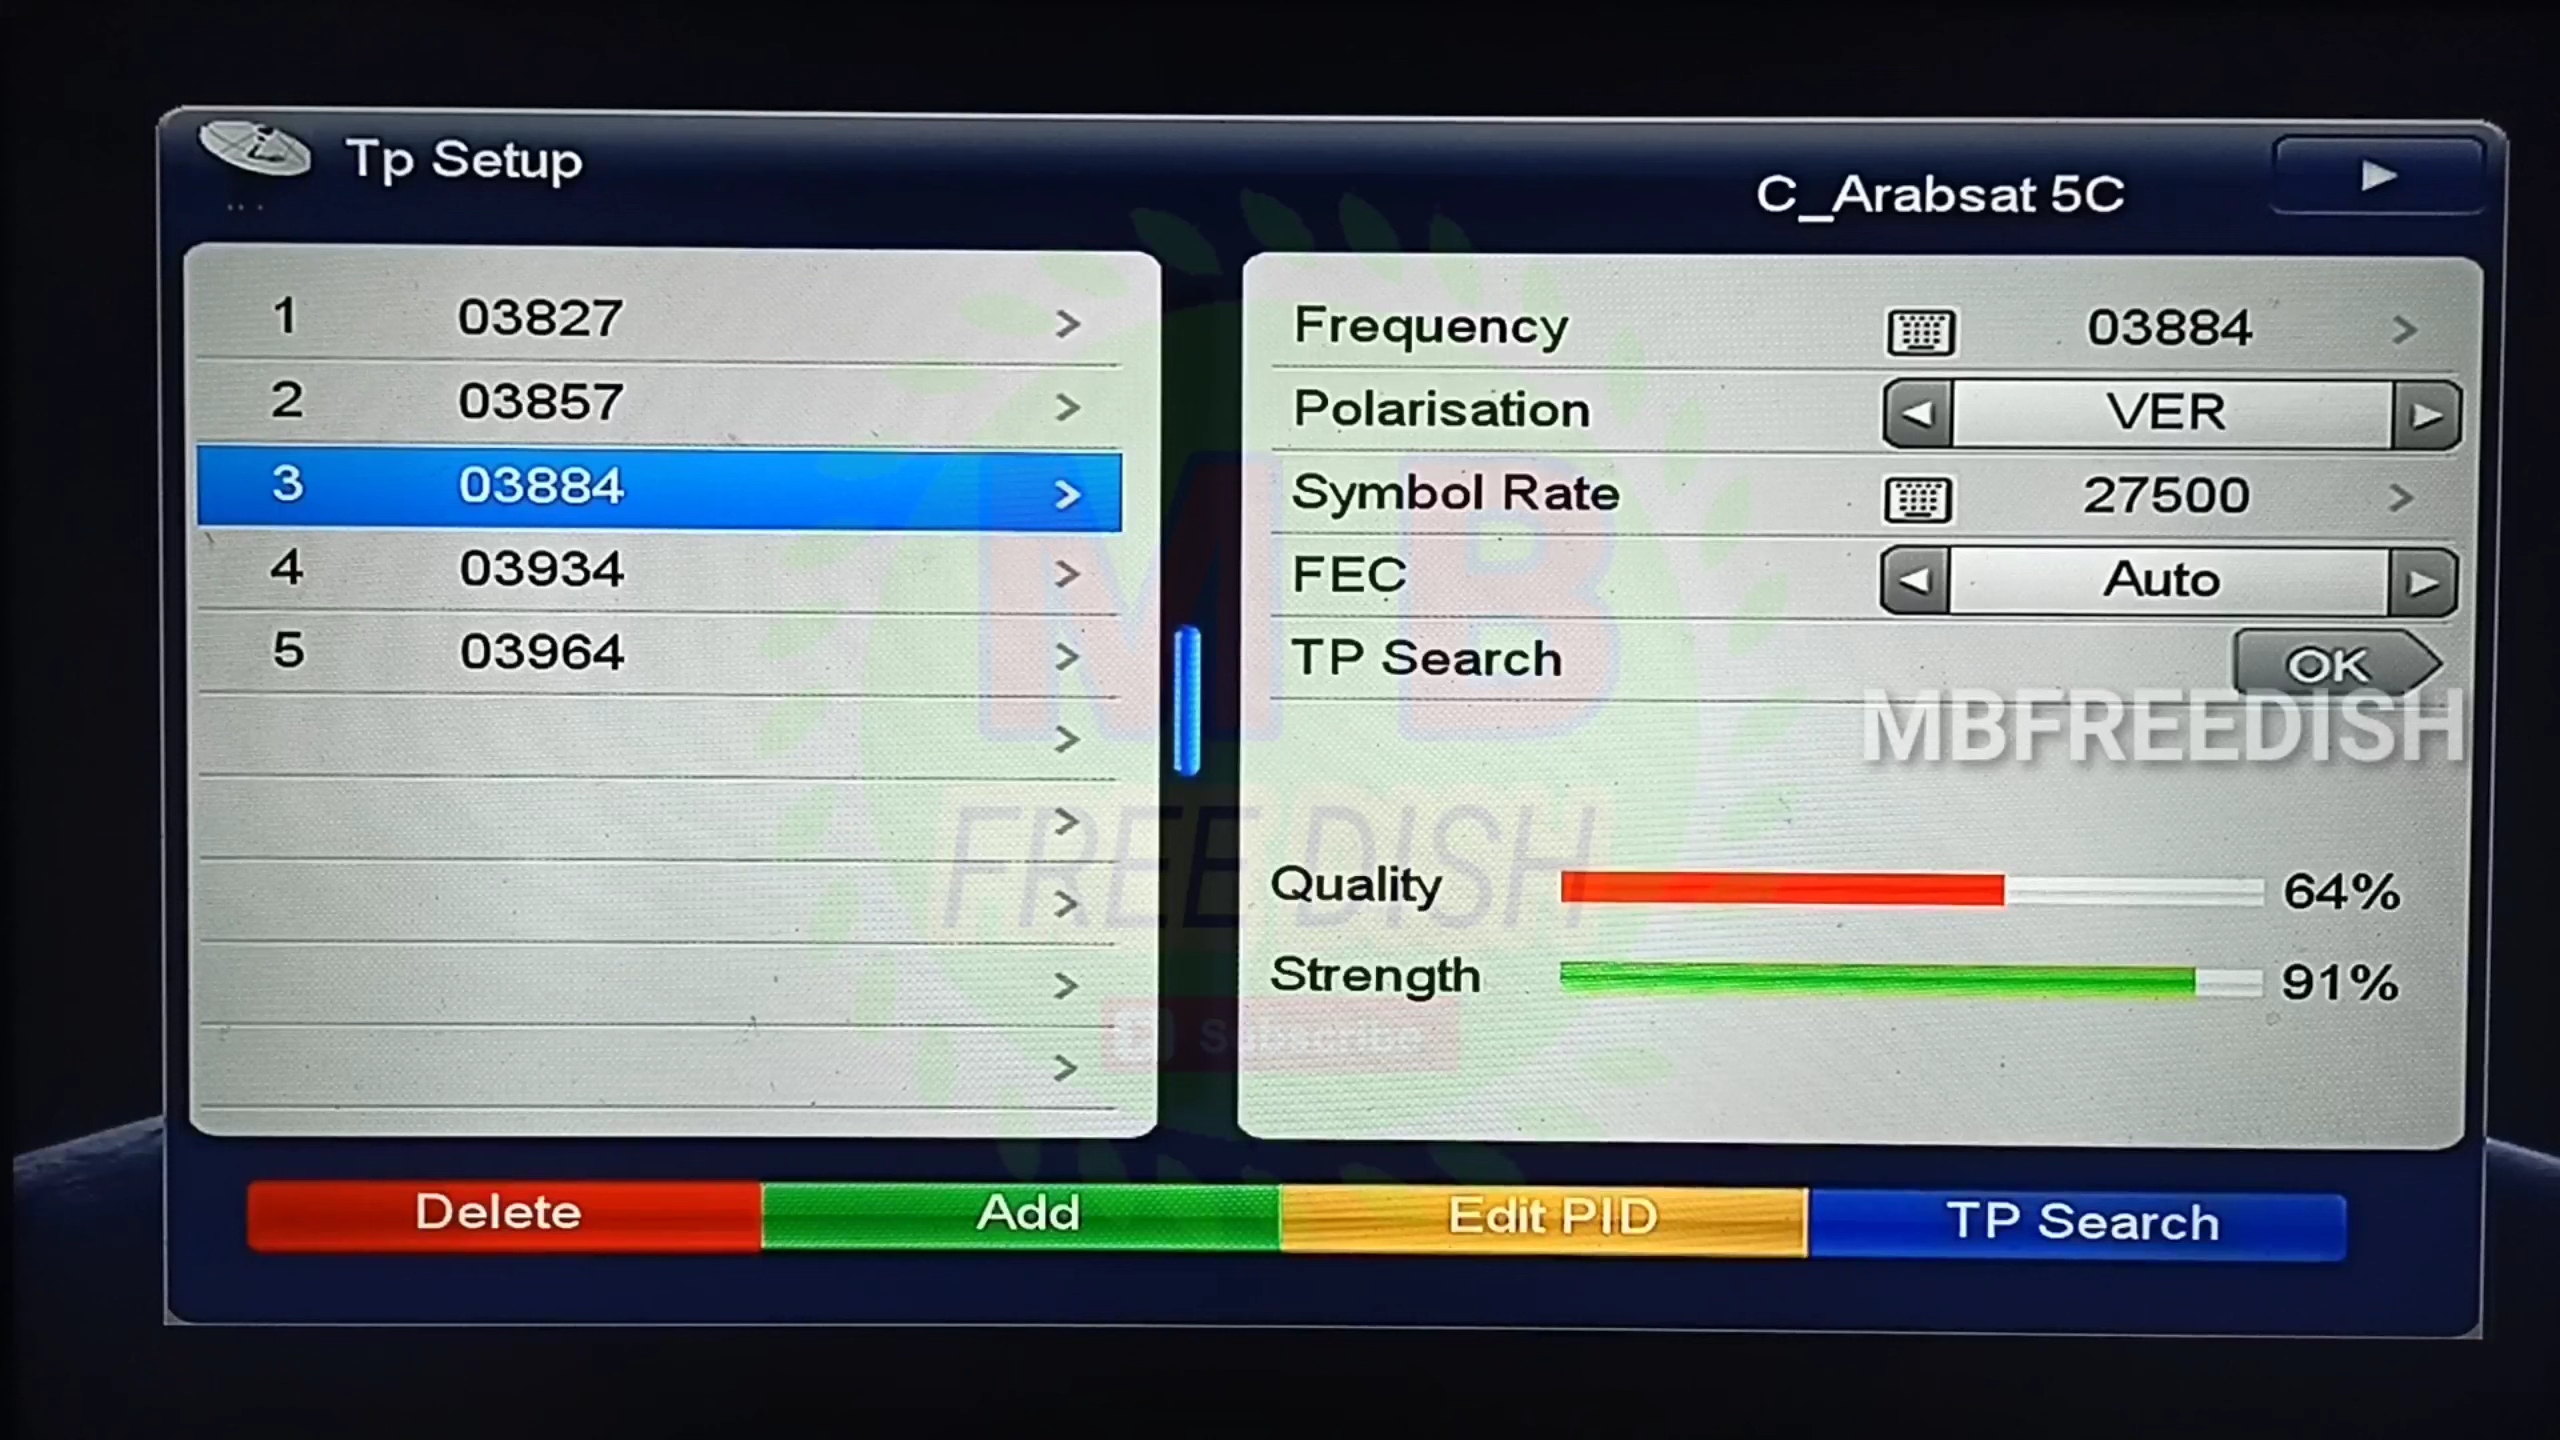 Tp Setup
C_Arabsat 5C
1 03827
2 03857
3 03884
4 03934
5 03964
Frequency 03884
Polarisation VER
Symbol Rate 27500
FEC Auto
TP Search OK
MBFREEDISH
MB
FREE DISH
Subscribe
Quality 64%
Strength 91%
Delete Add Edit PID TP Search